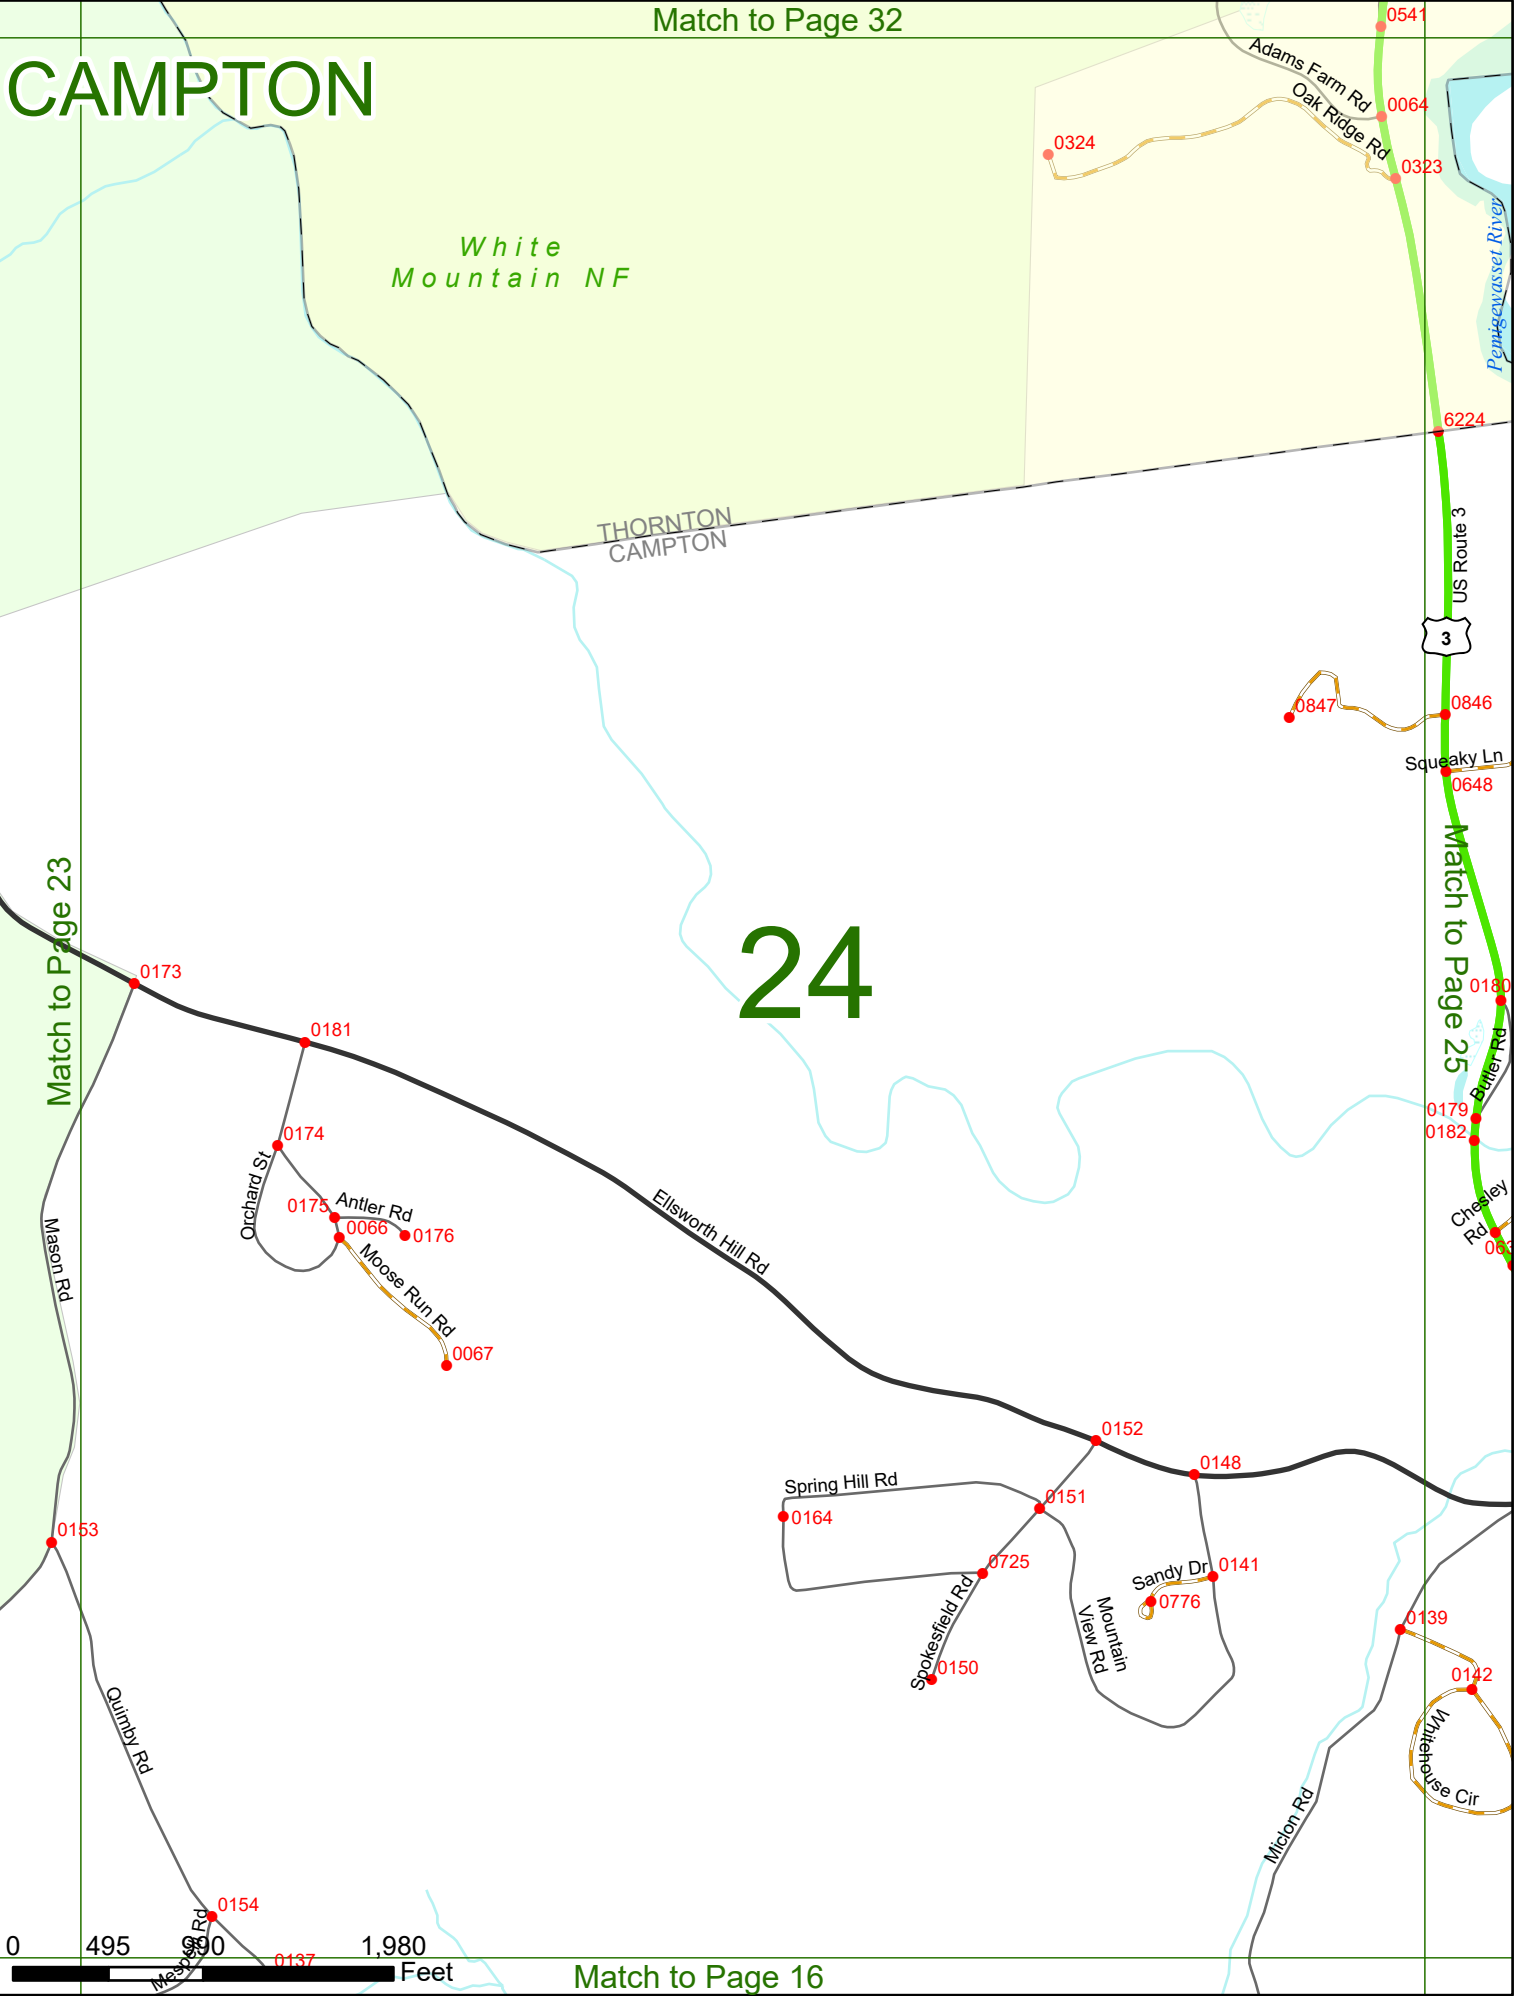 Match to Page 32
0541
CAMPTON
Adams Farm Rd
0064
Oak Ridge Rd
0324
0323
White
Mountain NF
Pemigewasset River
6224
THORNTON
CAMPTON
US Route 3
3
0847
0846
Squeaky Ln
0648
Match to Page 23
Match to Page 25
24
0173
0180
0181
Butler Rd
0179
0182
0174
Orchard St
0175
Antler Rd
0066
0176
Ellsworth Hill Rd
Chesley
Rd
063
Mason Rd
Moose Run Rd
0067
0152
0148
Spring Hill Rd
0164
0151
0153
0725
Sandy Dr
0141
0776
Spokesfield Rd
Mountain
View Rd
0139
0150
0142
Quimby Rd
Whitehouse Cir
Miclon Rd
0154
0137
0 495 990 1,980
Feet
Match to Page 16